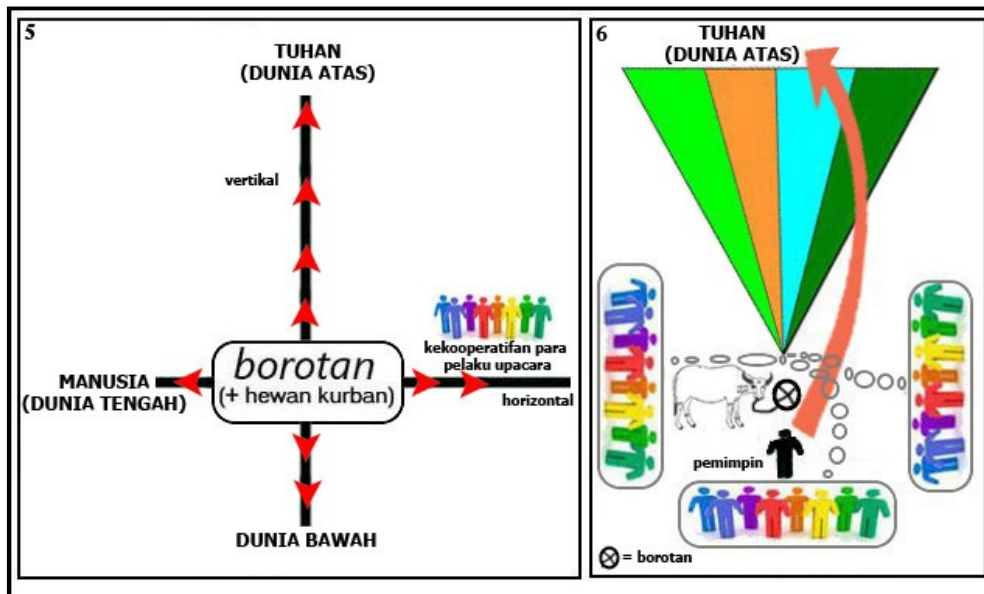 5
TUHAN
(DUNIA ATAS)
vertikal
kekooperatifan para
pelaku upacara
borotan
(+ hewan kurban)
MANUSIA
(DUNIA TENGAH)
horizontal
DUNIA BAWAH
6
TUHAN
(DUNIA ATAS)
pemimpin
= borotan